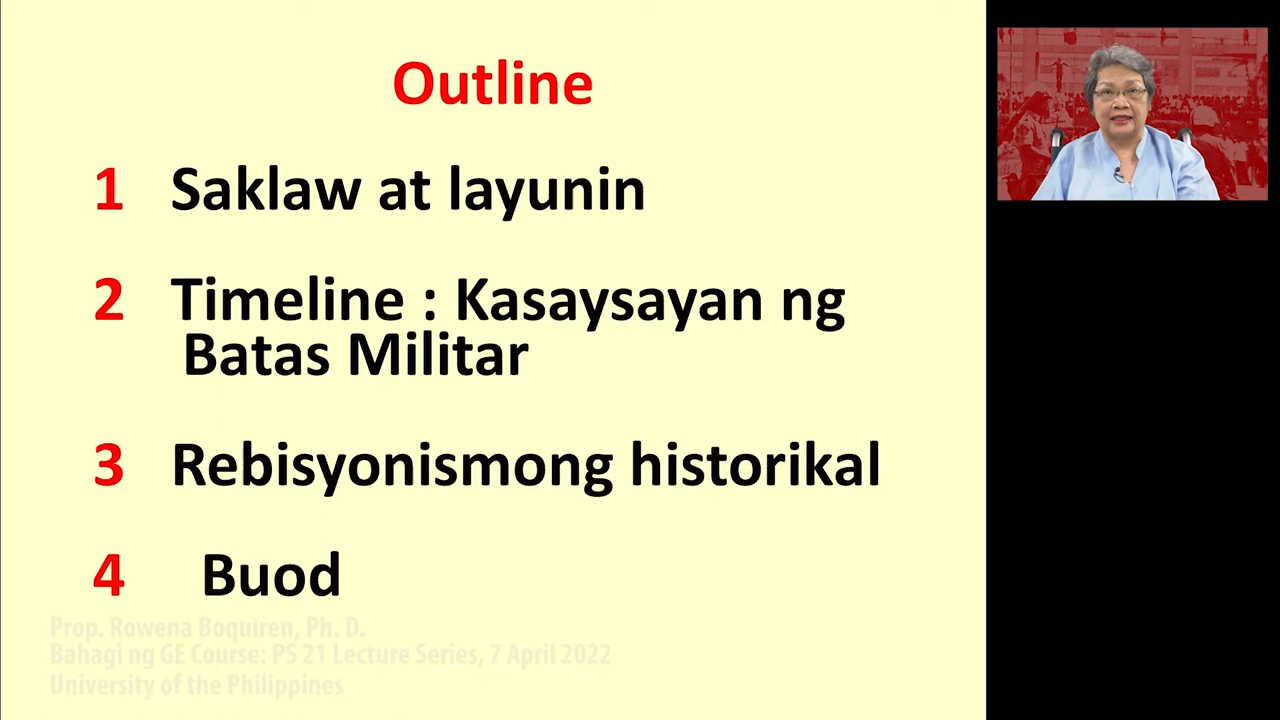 Outline
1 Saklaw at layunin
2 Timeline : Kasaysayan ng
Batas Militar
3 Rebisyonismong historikal
4 Buod
Prop. Rowena Boquiren, Ph. D.
Bahagi ng GE Course: PS 21 Lecture Series, 7 April 2022
University of the Philippines